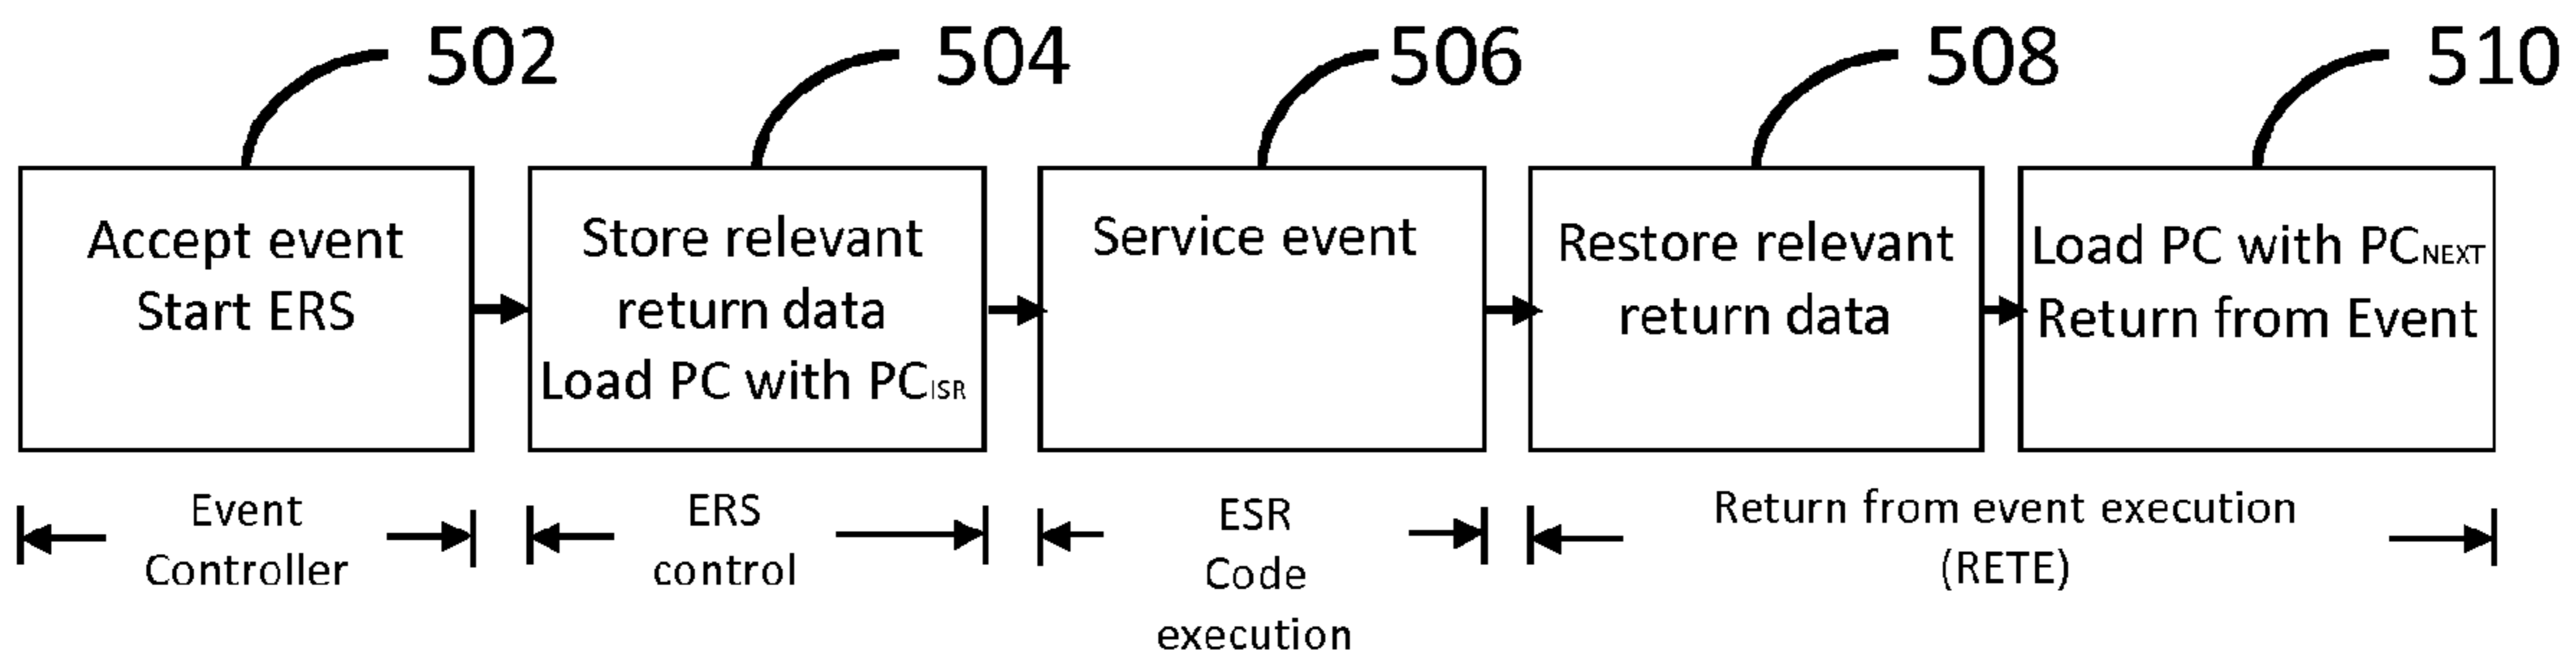 502
504
506
508
510
Accept event
Start ERS
Store relevant
return data
Load PC with PCISR
Service event
Restore relevant
return data
Load PC with PCNEXT
Return from Event
Event
Controller
ERS
control
ESR
Code
execution
Return from event execution
(RETE)